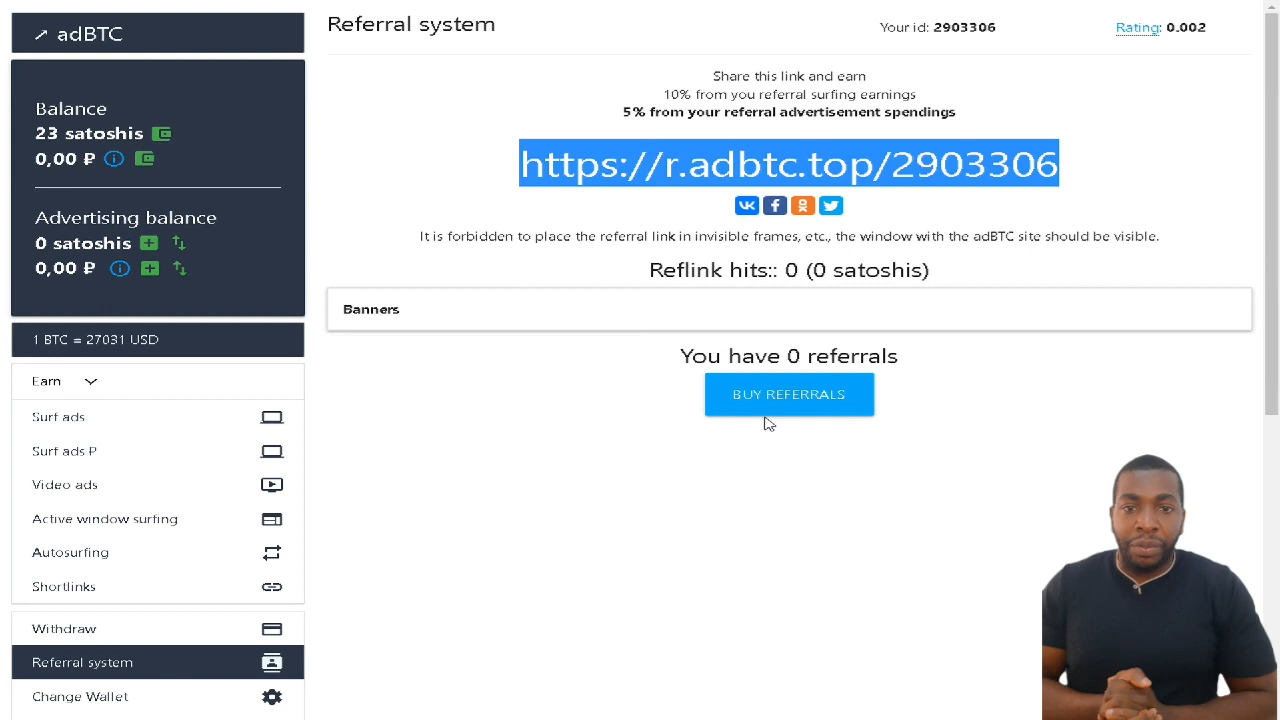 adBTC
Balance
23 satoshis
0,00 ₽
Advertising balance
0 satoshis
0,00 ₽
1 BTC = 27031 USD
Earn
Surf ads
Surf ads ₽
Video ads
Active window surfing
Autosurfing
Shortlinks
Withdraw
Referral system
Change Wallet
Referral system
Your id: 2903306
Rating: 0.002
Share this link and earn
10% from you referral surfing earnings
5% from your referral advertisement spendings
https://r.adbtc.top/2903306
It is forbidden to place the referral link in invisible frames, etc., the window with the adBTC site should be visible.
Reflink hits:: 0 (0 satoshis)
Banners
You have 0 referrals
BUY REFERRALS